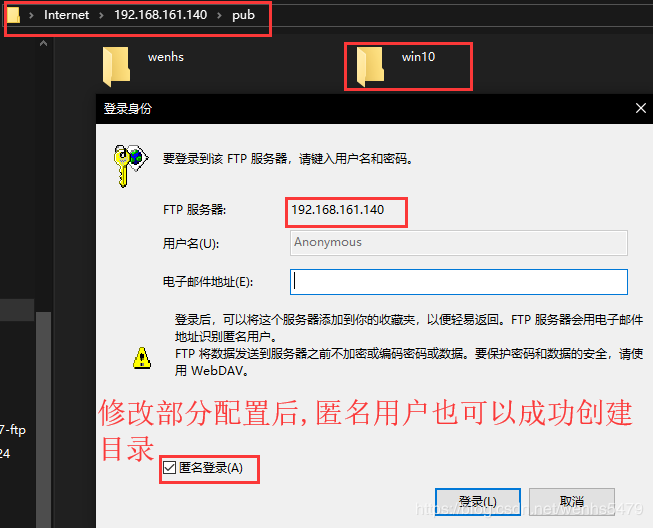 Internet > 192.168.161.140 > pub
wenhs
win10
登录身份
要登录到该 FTP 服务器，请键入用户名和密码。
FTP 服务器:
192.168.161.140
用户名(U):
Anonymous
电子邮件地址(E):
登录后，可以将这个服务器添加到你的收藏夹，以便轻易返回。FTP 服务器会用电子邮件
地址识别匿名用户。
FTP 将数据发送到服务器之前不加密或编码密码或数据。要保护密码和数据的安全，请使
用 WebDAV。
7-ftp
修改部分配置后,匿名用户也可以成功创建
目录
24
匿名登录(A)
登录(L)
取消
https://blog.csdn.net/wenhs5479